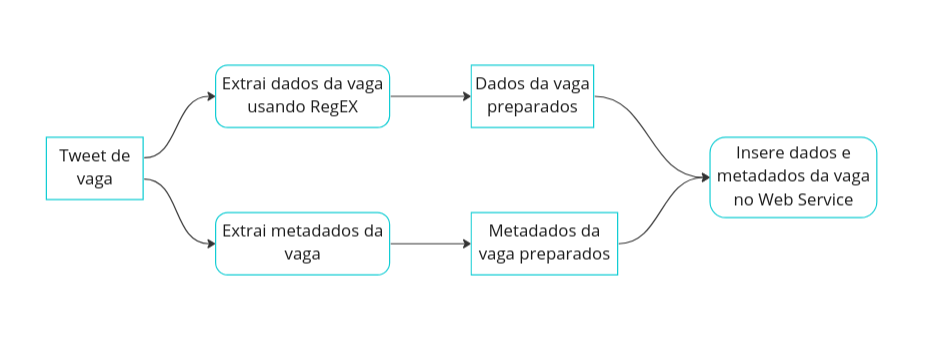 Tweet de
vaga
Extrai dados da vaga
usando RegEX
Dados da vaga
preparados
Extrai metadados da
vaga
Metadados da
vaga preparados
Insere dados e
metadados da vaga
no Web Service